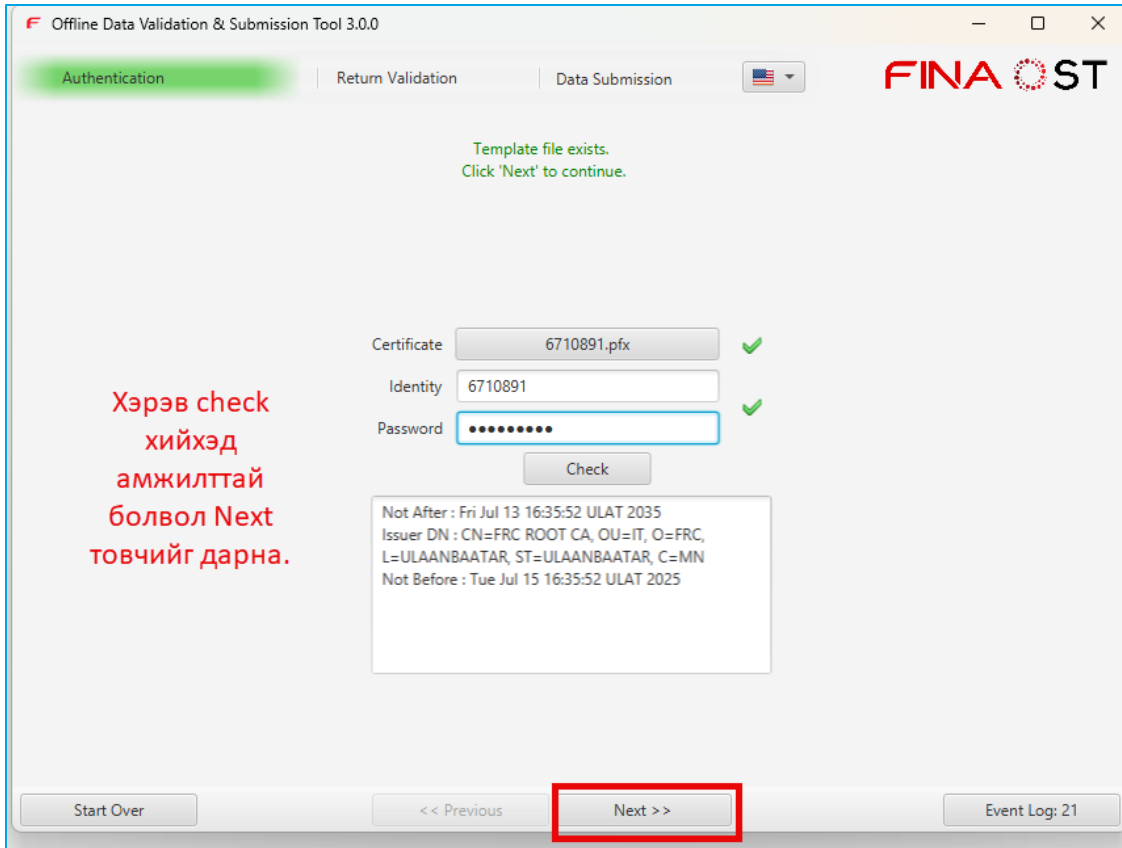 Offline Data Validation & Submission Tool 3.0.0
Authentication
Return Validation
Data Submission
FINA OST
Template file exists.
Click 'Next' to continue.
Certificate
6710891.pfx
Identity
6710891
Password
•••••••••
Check
Хэрэв check
хийхэд
амжилттай
болвол Next
товчийг дарна.
Not After : Fri Jul 13 16:35:52 ULAT 2035
Issuer DN : CN=FRC ROOT CA, OU=IT, O=FRC,
L=ULAANBAATAR, ST=ULAANBAATAR, C=MN
Not Before : Tue Jul 15 16:35:52 ULAT 2025
Start Over
<< Previous
Next >>
Event Log: 21